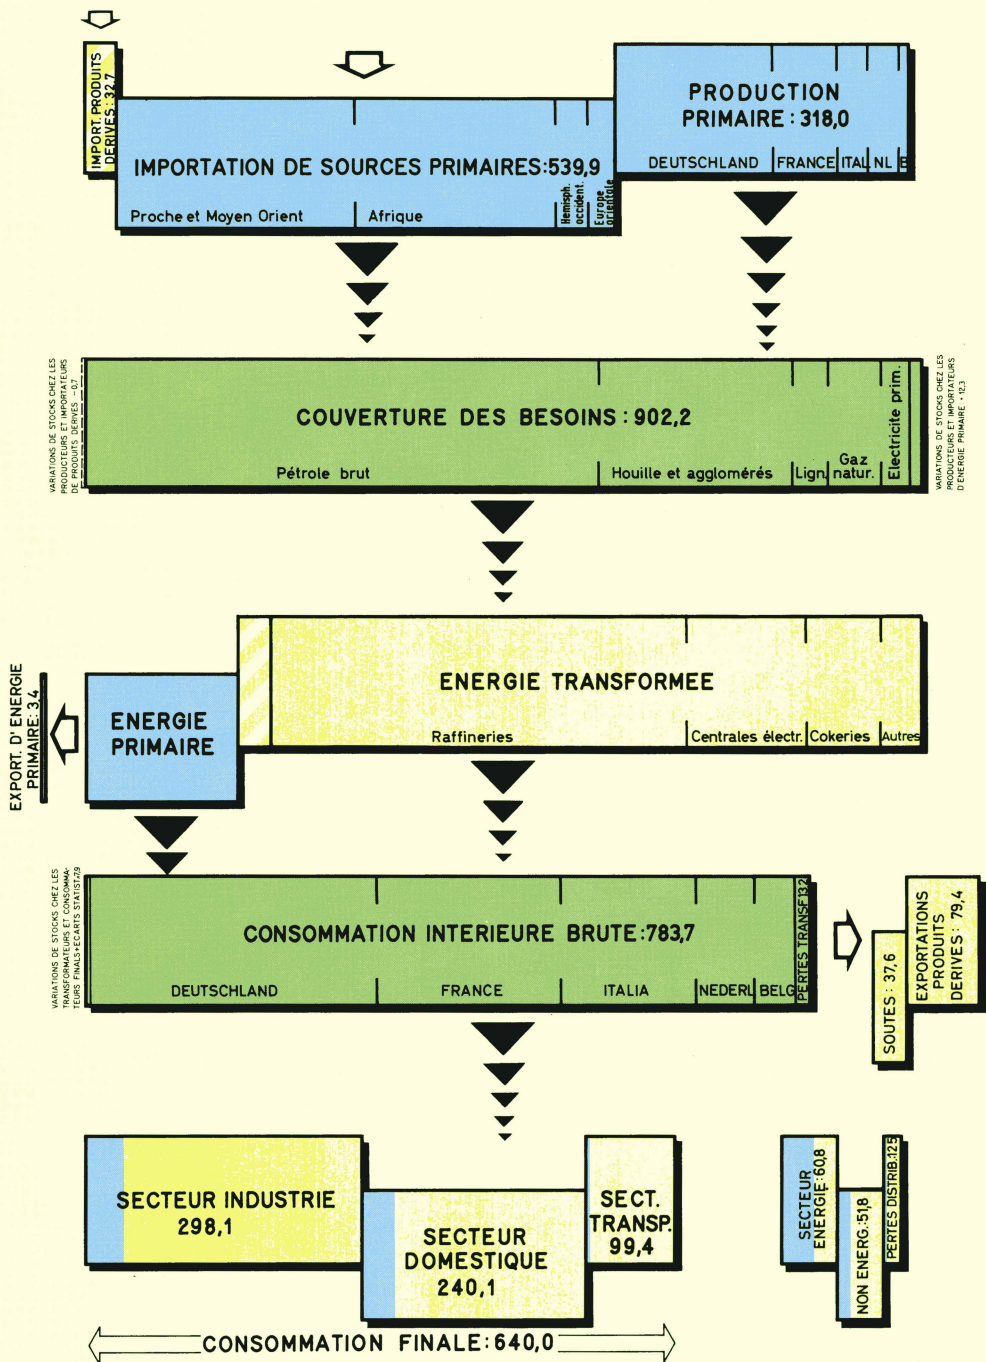 IMPORT. PRODUITS
DERIVES: 32,7
IMPORTATION DE SOURCES PRIMAIRES:539,9
Proche et Moyen Orient
Afrique
Hemisph.
occident.
Europe
orientale
PRODUCTION
PRIMAIRE: 318,0
DEUTSCHLAND
FRANCE
ITAL.
NL
B
VARIATIONS DE STOCKS CHEZ LES
PRODUCTEURS ET IMPORTATEURS
DE PRODUITS DERIVES -0,7
COUVERTURE DES BESOINS: 902,2
Pétrole brut
Houille et agglomérés
Lign.
Gaz
natur.
Electricite prim.
VARIATIONS DE STOCKS CHEZ LES
PRODUCTEURS ET IMPORTATEURS
D'ENERGIE PRIMAIRE + 12,3
EXPORT. D' ENERGIE
PRIMAIRE: 3,4
ENERGIE
PRIMAIRE
ENERGIE TRANSFORMEE
Raffineries
Centrales électr.
Cokeries
Autres
VARIATIONS DE STOCKS CHEZ LES
TRANSFORMATEURS ET CONSOMMA-
TEURS FINALS+ECARTS STATIST.:7,9
CONSOMMATION INTERIEURE BRUTE:783,7
DEUTSCHLAND
FRANCE
ITALIA
NEDERL
BELG
PERTES TRANSF.13,2
SOUTES: 37,6
EXPORTATIONS
PRODUITS
DERIVES: 79,4
SECTEUR INDUSTRIE
298,1
SECTEUR
DOMESTIQUE
240,1
SECT.
TRANSP.
99,4
SECTEUR
ENERGIE:60,8
NON ENERG.:51,8
PERTES DISTRIB.12,5
CONSOMMATION FINALE:640,0